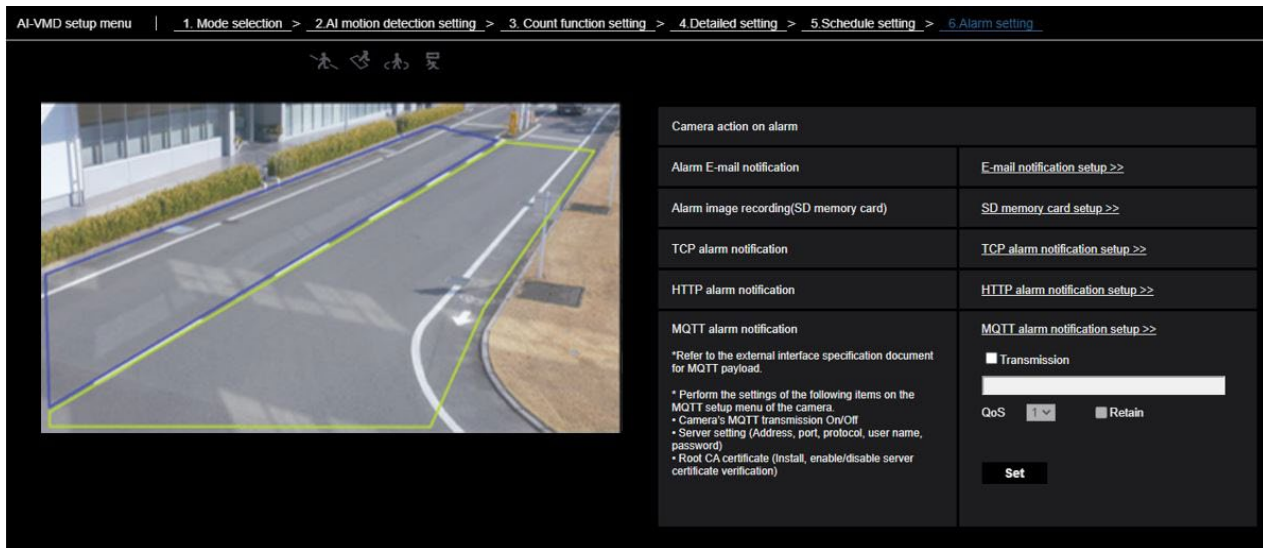 AI-VMD setup menu | 1. Mode selection > 2.AI motion detection setting > 3. Count function setting > 4.Detailed setting > 5.Schedule setting > 6.Alarm setting
Camera action on alarm
Alarm E-mail notification
E-mail notification setup >>
Alarm image recording(SD memory card)
SD memory card setup >>
TCP alarm notification
TCP alarm notification setup >>
HTTP alarm notification
HTTP alarm notification setup >>
MQTT alarm notification
*Refer to the external interface specification document
for MQTT payload.
* Perform the settings of the following items on the
MQTT setup menu of the camera.
• Camera's MQTT transmission On/Off
• Server setting (Address, port, protocol, user name,
password)
• Root CA certificate (Install, enable/disable server
certificate verification)
MQTT alarm notification setup >>
Transmission
QoS 1 Retain
Set